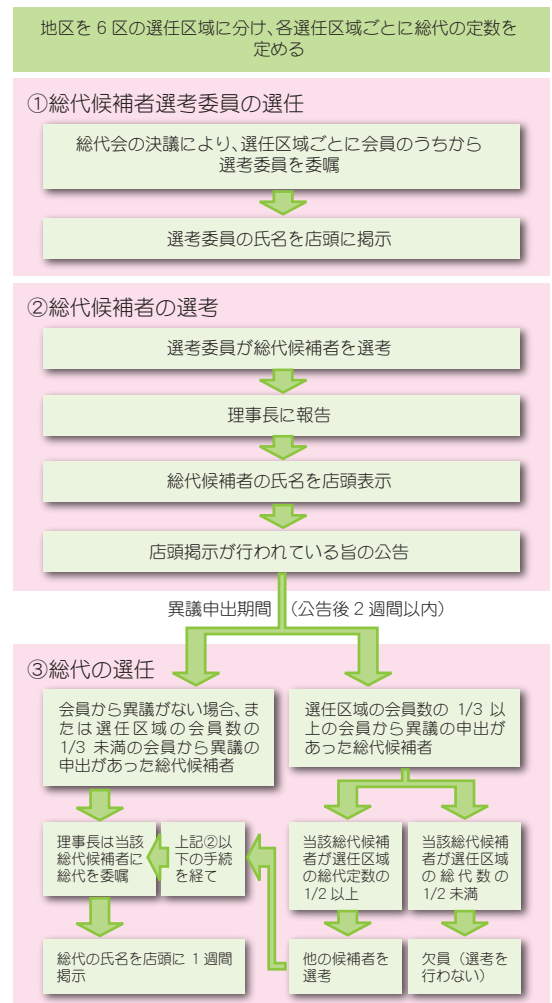 地区を６区の選任区域に分け、各選任区域ごとに総代の定数を
定める
①総代候補者選考委員の選任
総代会の決議により、選任区域ごとに会員のうちから
選考委員を委嘱
選考委員の氏名を店頭に掲示
②総代候補者の選考
選考委員が総代候補者を選考
理事長に報告
総代候補者の氏名を店頭表示
店頭掲示が行われている旨の公告
異議申出期間（公告後２週間以内）
③総代の選任
会員から異議がない場合、ま
たは選任区域の会員数の
1/3 未満の会員から異議の
申出があった総代候補者
選任区域の会員数の 1/3 以
上の会員から異議の申出が
あった総代候補者
理事長は当該
総代候補者に
総代を委嘱
上記②以
下の手続
を経て
当該総代候補
者が選任区域
の総代定数の
1/2 以上
当該総代候補
者が選任区域
の総代数の
1/2 未満
総代の氏名を店頭に 1 週間
掲示
他の候補者を
選考
欠員（選考を
行わない）